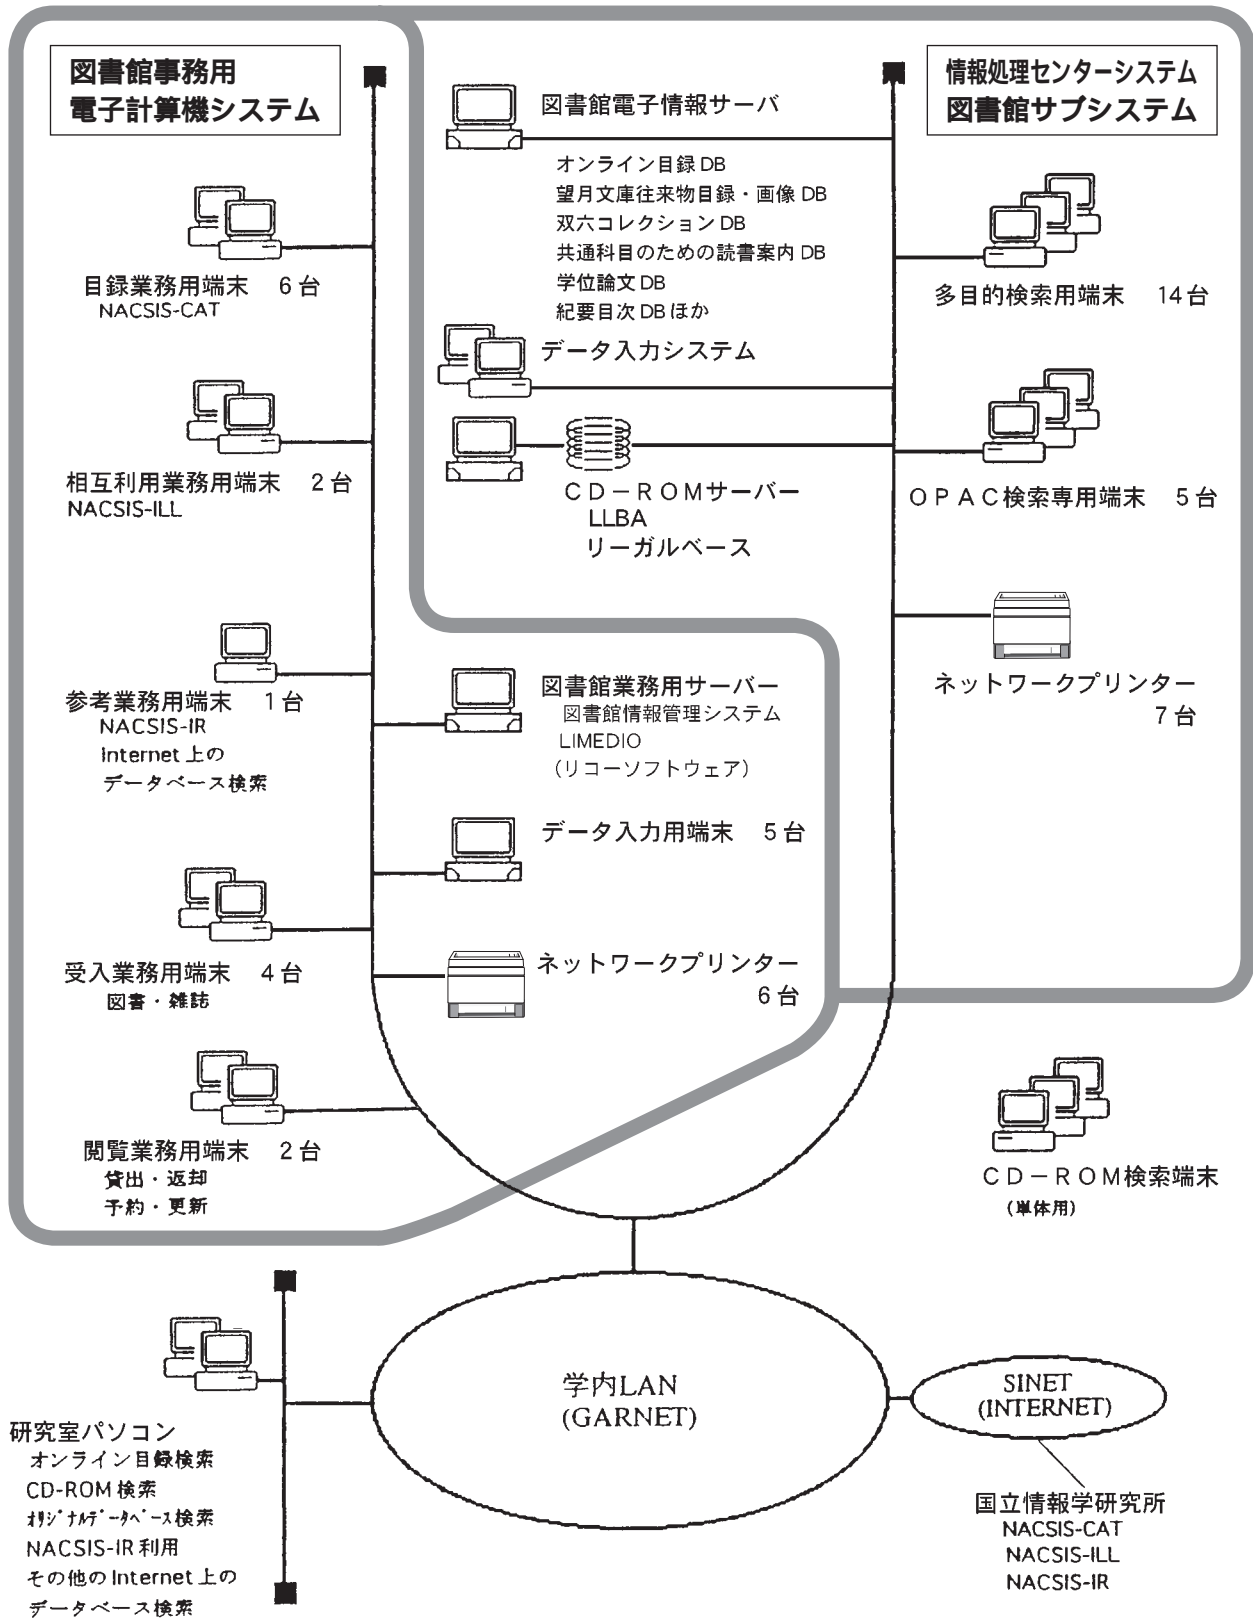 図書館事務用
電子計算機システム
目録業務用端末 6台
NACSIS-CAT
相互利用業務用端末 2台
NACSIS-ILL
参考業務用端末 1台
NACSIS-IR
Internet上の
データベース検索
受入業務用端末 4台
図書・雑誌
閲覧業務用端末 2台
貸出・返却
予約・更新
図書館業務用サーバー
図書館情報管理システム
LIMEDIO
(リコーソフトウェア)
データ入力用端末 5台
ネットワークプリンター
6台
情報処理センターシステム
図書館サブシステム
図書館電子情報サーバ
オンライン目録DB
望月文庫往来物目録・画像DB
双六コレクションDB
共通科目のための読書案内DB
学位論文DB
紀要目次DBほか
データ入力システム
CD-ROMサーバー
LLBA
リーガルベース
多目的検索用端末 14台
OPAC検索専用端末 5台
ネットワークプリンター
7台
CD-ROM検索端末
(単体用)
学内LAN
(GARNET)
SINET
(INTERNET)
国立情報学研究所
NACSIS-CAT
NACSIS-ILL
NACSIS-IR
研究室パソコン
オンライン目録検索
CD-ROM検索
ｵﾘｼﾞﾅﾙﾃﾞｰﾀﾍﾞｰｽ検索
NACSIS-IR利用
その他のInternet上の
データベース検索